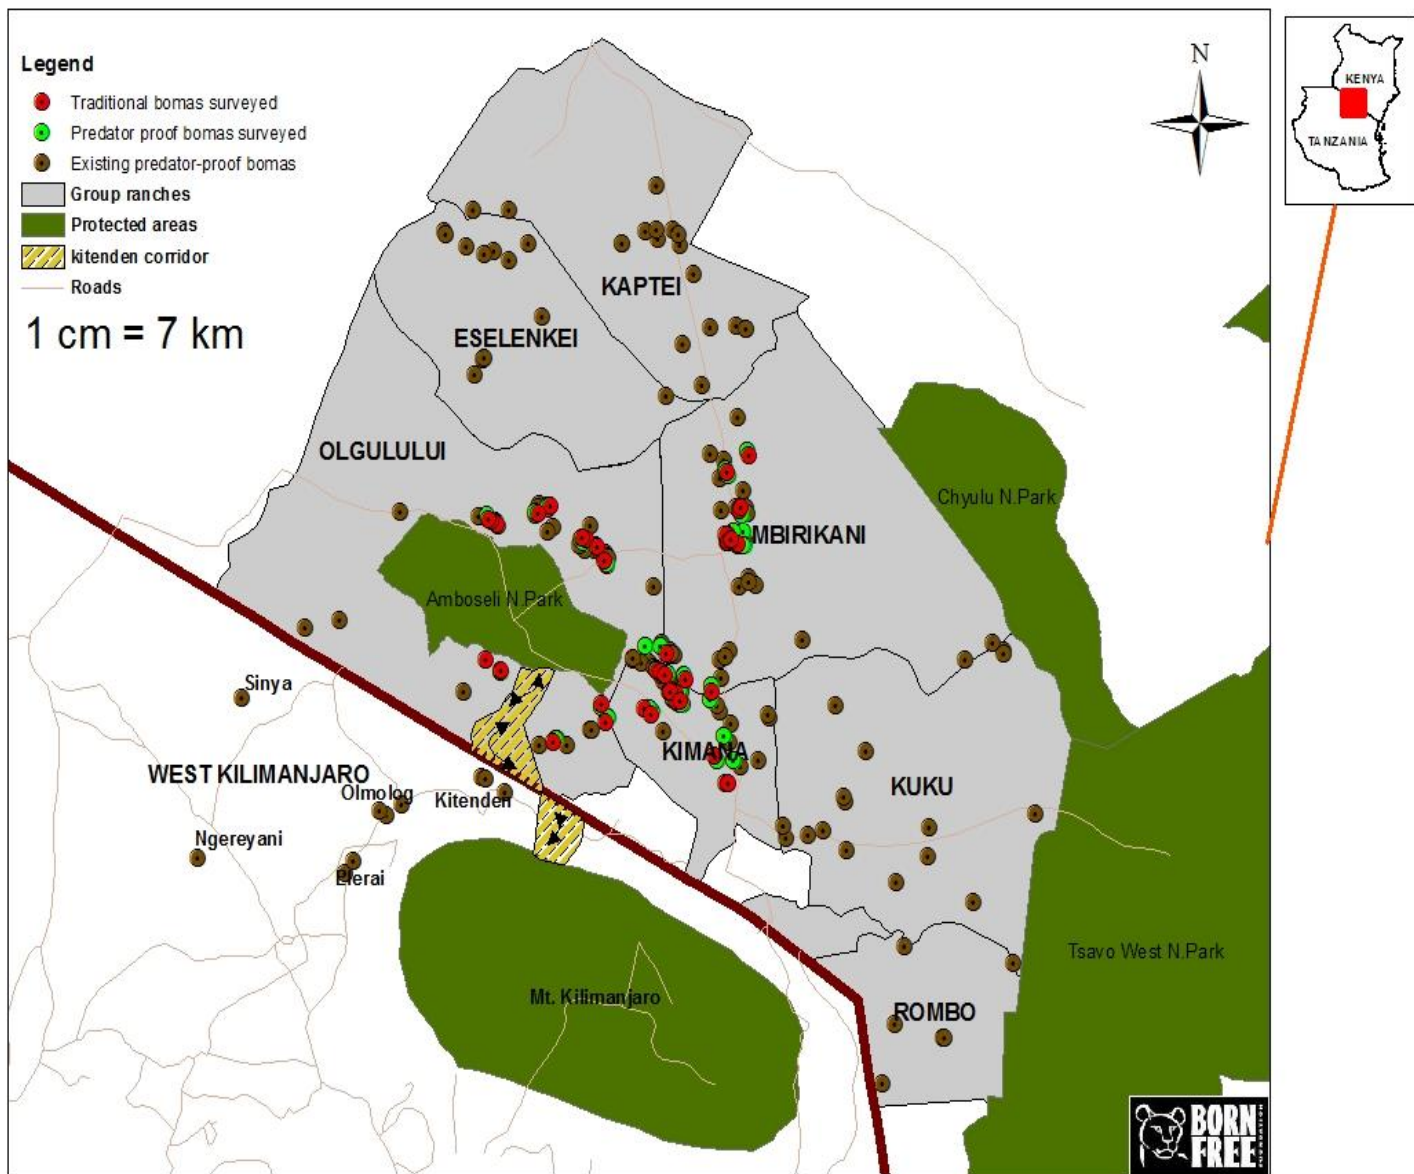 Legend
Traditional bomas surveyed
Predator proof bomas surveyed
Existing predator-proof bomas
Group ranches
Protected areas
kitenden corridor
Roads
1 cm = 7 km
N
KENYA
TANZANIA
KAPTEI
ESELENKEI
OLGULULUI
Chyulu N.Park
MBIRIKANI
Amboseli N.Park
Sinya
KIMANA
WEST KILIMANJARO
Olmolog
Kitenden
KUKU
Ngereyani
Elerai
Tsavo West N.Park
Mt. Kilimanjaro
ROMBO
BORN
FREE
FOUNDATION